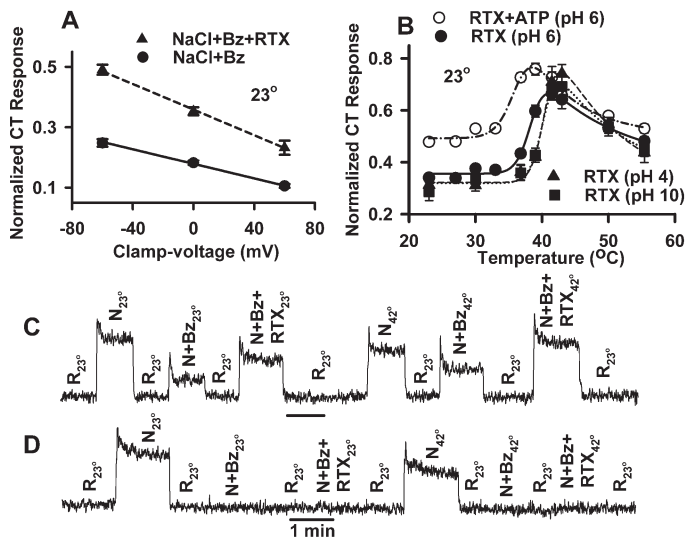 A
NaCl+Bz+RTX
NaCl+Bz
23°
Normalized CT Response
0.5
0.3
0.1
-80 -40 0 40 80
Clamp-voltage (mV)
B
RTX+ATP (pH 6)
RTX (pH 6)
23°
Normalized CT Response
0.8
0.6
0.4
0.2
RTX (pH 4)
RTX (pH 10)
20 30 40 50 60
Temperature (°C)
C
R23°
N23°
R23°
N+Bz23°
R23°
N+Bz+
RTX23°
R23°
N42°
R23°
N+Bz42°
R23°
N+Bz+
RTX42°
R23°
D
R23°
N23°
R23°
N+Bz23°
R23°
N+Bz+
RTX23°
R23°
N42°
R23°
N+Bz42°
R23°
N+Bz+
RTX42°
R23°
1 min